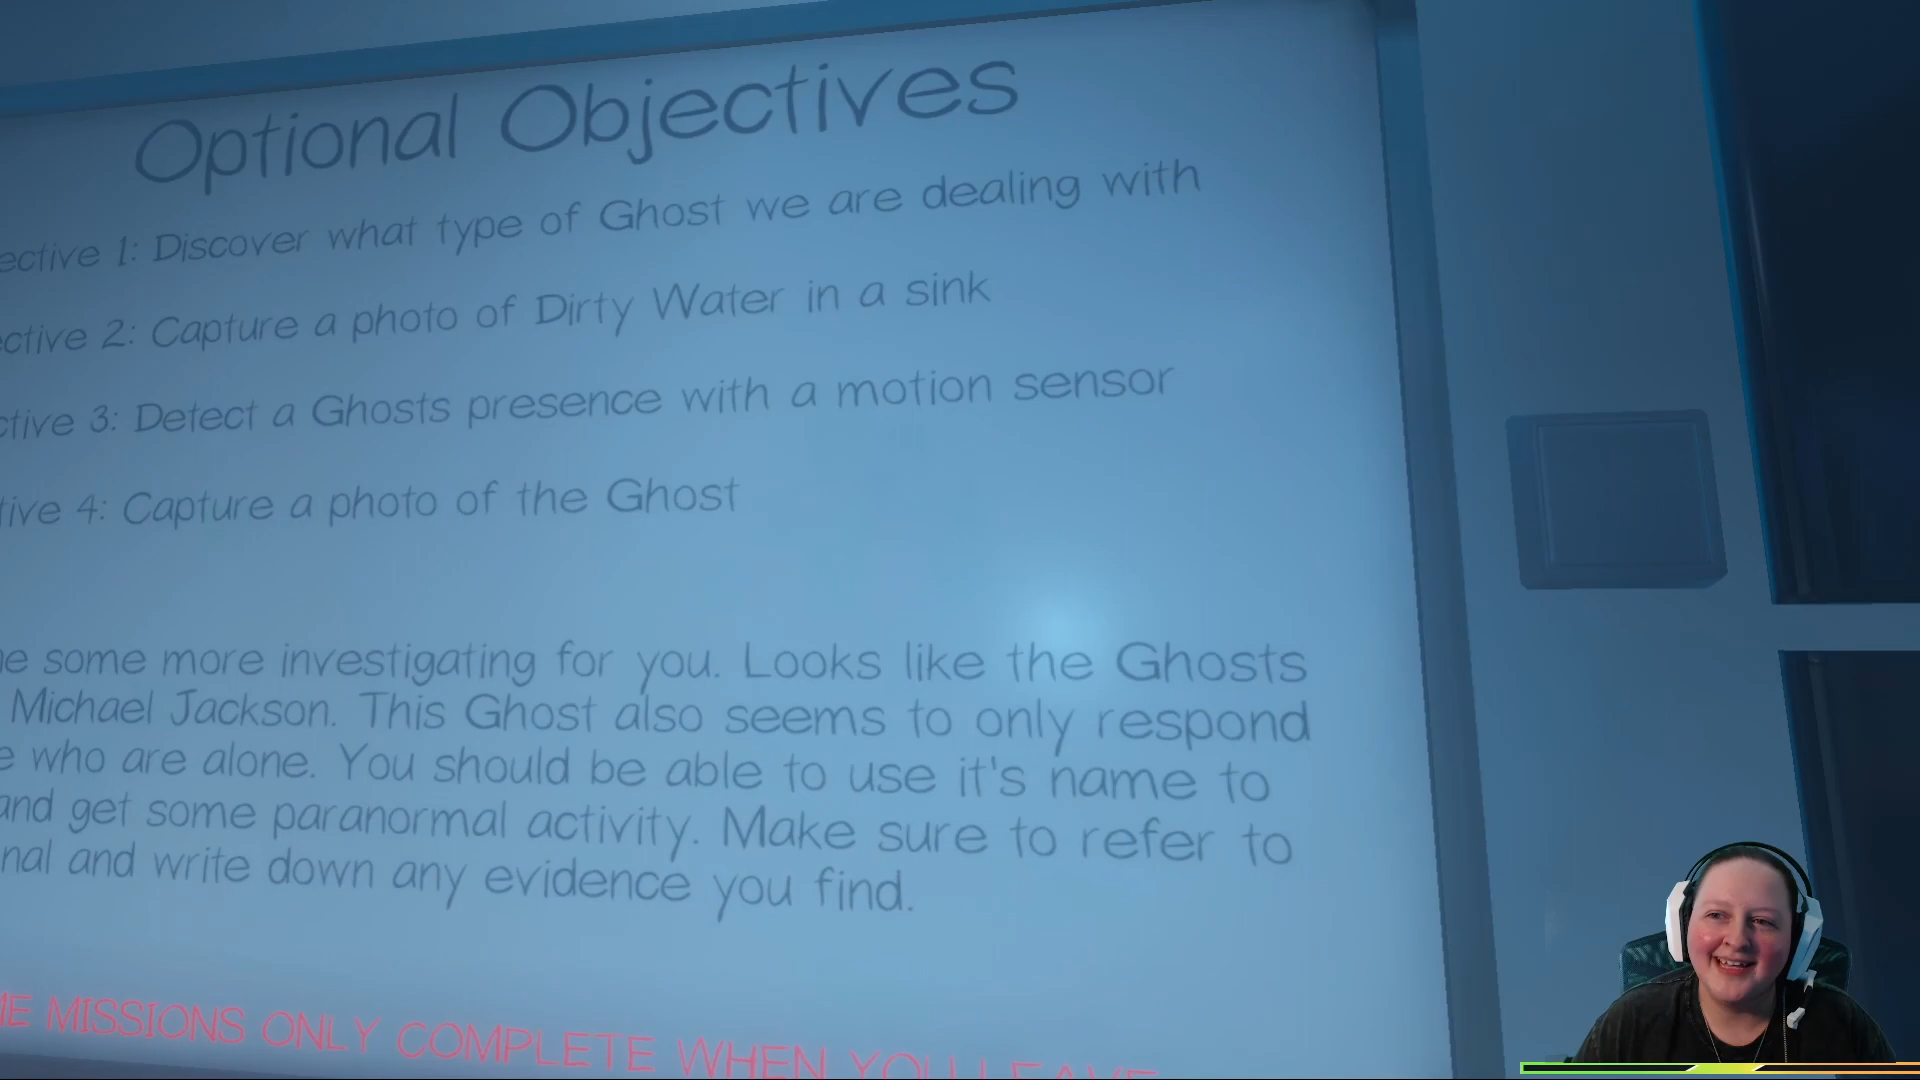 Optional Objectives
ective 1: Discover what type of Ghost we are dealing with
ctive 2: Capture a photo of Dirty Water in a sink
ctive 3: Detect a Ghosts presence with a motion sensor
tive 4: Capture a photo of the Ghost
e some more investigating for you. Looks like the Ghosts
Michael Jackson. This Ghost also seems to only respond
e who are alone. You should be able to use it's name to
and get some paranormal activity. Make sure to refer to
nal and write down any evidence you find.
ME MISSIONS ONLY COMPLETE WHEN YOU LEAVE